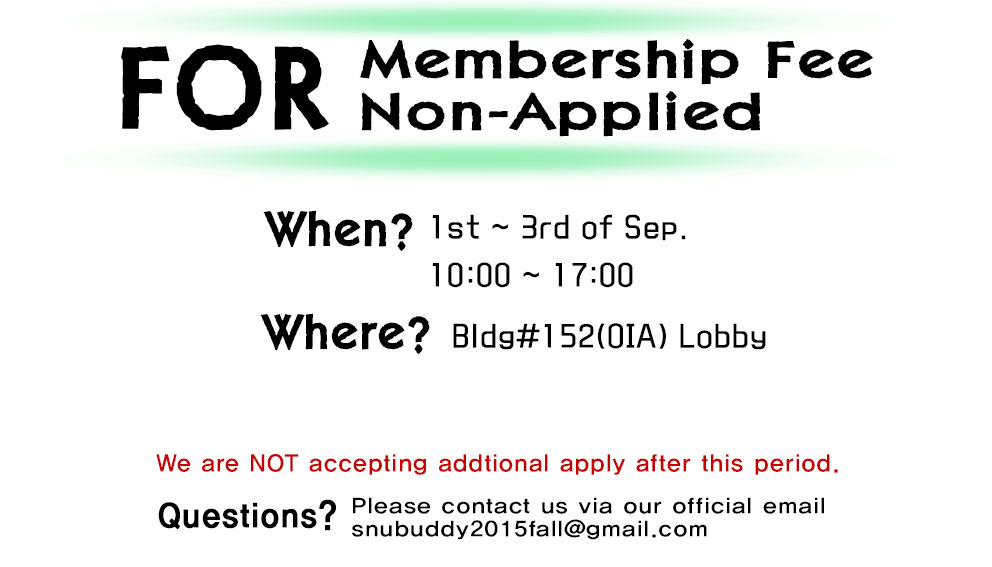 FOR Membership Fee
Non-Applied
When? 1st ~ 3rd of Sep.
10:00 ~ 17:00
Where? Bldg#152(OIA) Lobby
We are NOT accepting addtional apply after this period.
Questions? Please contact us via our official email
snubuddy2015fall@gmail.com